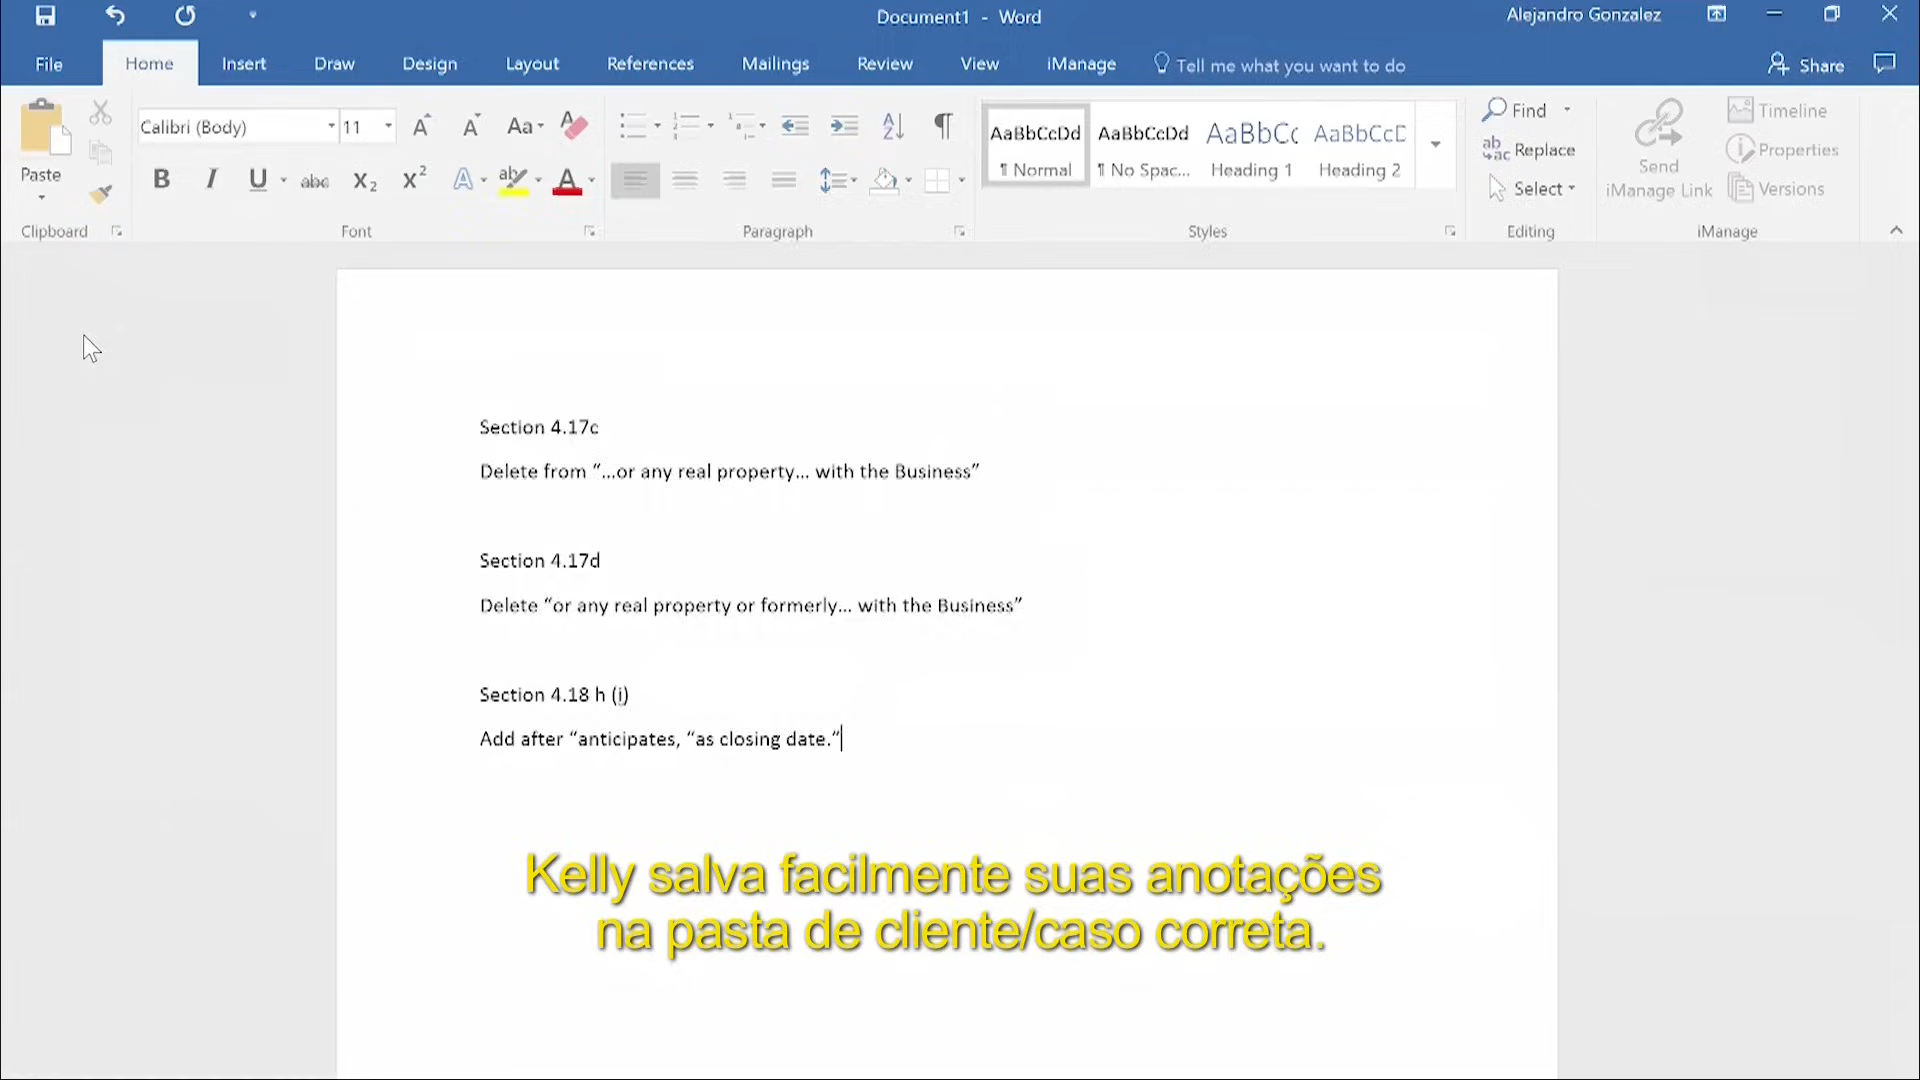 Document1 - Word
Alejandro Gonzalez
File Home Insert Draw Design Layout References Mailings Review View iManage Tell me what you want to do Share
Calibri (Body) 11 Aa
AaBbCcDd AaBbCcDd AaBbCc AaBbCcD
¶ Normal ¶ No Spac... Heading 1 Heading 2
Paste
B I U abc X₂ X² A ab A
Find
Replace
Select
Send
iManage Link
Timeline
Properties
Versions
Clipboard Font Paragraph Styles Editing iManage
Section 4.17c
Delete from “…or any real property… with the Business”
Section 4.17d
Delete “or any real property or formerly… with the Business”
Section 4.18 h (i)
Add after “anticipates, “as closing date.”
Kelly salva facilmente suas anotações
na pasta de cliente/caso correta.